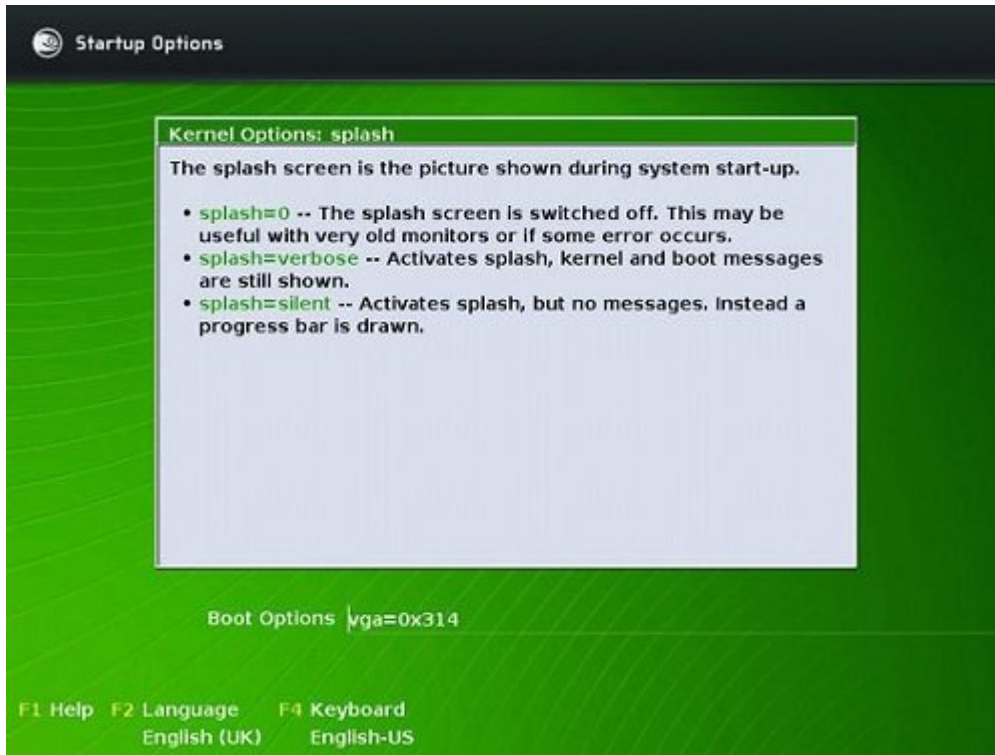 Startup Options
Kernel Options: splash
The splash screen is the picture shown during system start-up.
• splash=0 -- The splash screen is switched off. This may be
useful with very old monitors or if some error occurs.
• splash=verbose -- Activates splash, kernel and boot messages
are still shown.
• splash=silent -- Activates splash, but no messages. Instead a
progress bar is drawn.
Boot Options vga=0x314
F1 Help F2 Language F4 Keyboard
English (UK) English-US